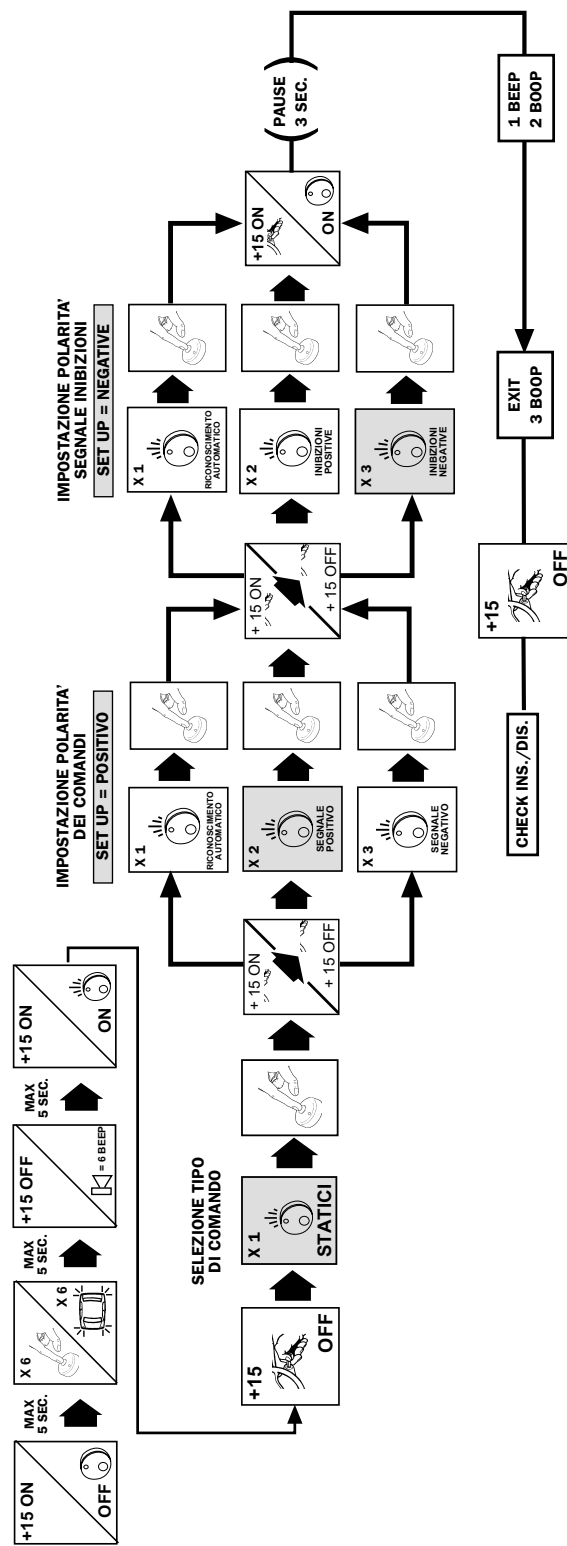 +15 ON
OFF
MAX
5 SEC.
X 6
X 6
MAX
5 SEC.
+15 OFF
= 6 BEEP
MAX
5 SEC.
+15 ON
ON
+15
OFF
SELEZIONE TIPO
DI COMANDO
X 1
STATICI
+ 15 ON
+ 15 OFF
IMPOSTAZIONE POLARITA'
DEI COMANDI
SET UP = POSITIVO
X 1
RICONOSCIMENTO
AUTOMATICO
X 2
SEGNALE
POSITIVO
X 3
SEGNALE
NEGATIVO
+ 15 ON
+ 15 OFF
IMPOSTAZIONE POLARITA'
SEGNALE INIBIZIONI
SET UP = NEGATIVE
X 1
RICONOSCIMENTO
AUTOMATICO
X 2
INIBIZIONI
POSITIVE
X 3
INIBIZIONI
NEGATIVE
+15 ON
ON
PAUSE
3 SEC.
1 BEEP
2 BOOP
EXIT
3 BOOP
+15
OFF
CHECK INS./DIS.